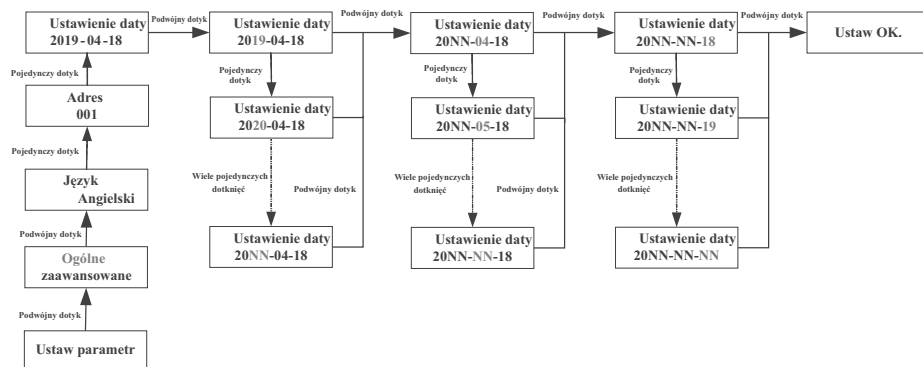 Ustawienie daty
2019-04-18
Podwójny dotyk
Ustawienie daty
2019-04-18
Podwójny dotyk
Ustawienie daty
20NN-04-18
Podwójny dotyk
Ustawienie daty
20NN-NN-18
Podwójny dotyk
Ustaw OK.
Pojedynczy dotyk
Pojedynczy
dotyk
Pojedynczy
dotyk
Pojedynczy
dotyk
Adres
001
Ustawienie daty
2020-04-18
Ustawienie daty
20NN-05-18
Ustawienie daty
20NN-NN-19
Pojedynczy dotyk
Język
Angielski
Wiele pojedynczych
dotknięć
Podwójny dotyk
Wiele pojedynczych
dotknięć
Podwójny dotyk
Wiele pojedynczych
dotknięć
Podwójny dotyk
Ustawienie daty
20NN-04-18
Ustawienie daty
20NN-NN-18
Ustawienie daty
20NN-NN-NN
Ogólne
zaawansowane
Podwójny dotyk
Ustaw parametr